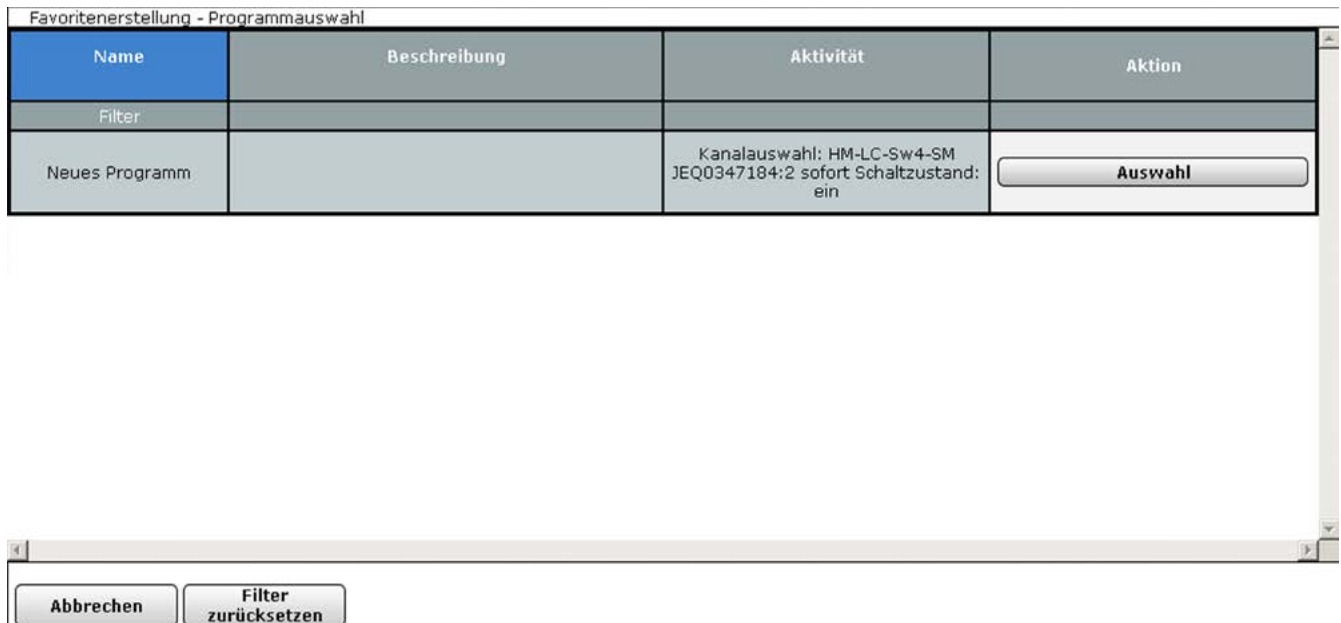 Favoritenerstellung - Programmauswahl
Name
Beschreibung
Aktivität
Aktion
Filter
Neues Programm
Kanalauswahl: HM-LC-Sw4-SM
JEQ0347184:2 sofort Schaltzustand:
ein
Auswahl
Abbrechen
Filter
zurücksetzen